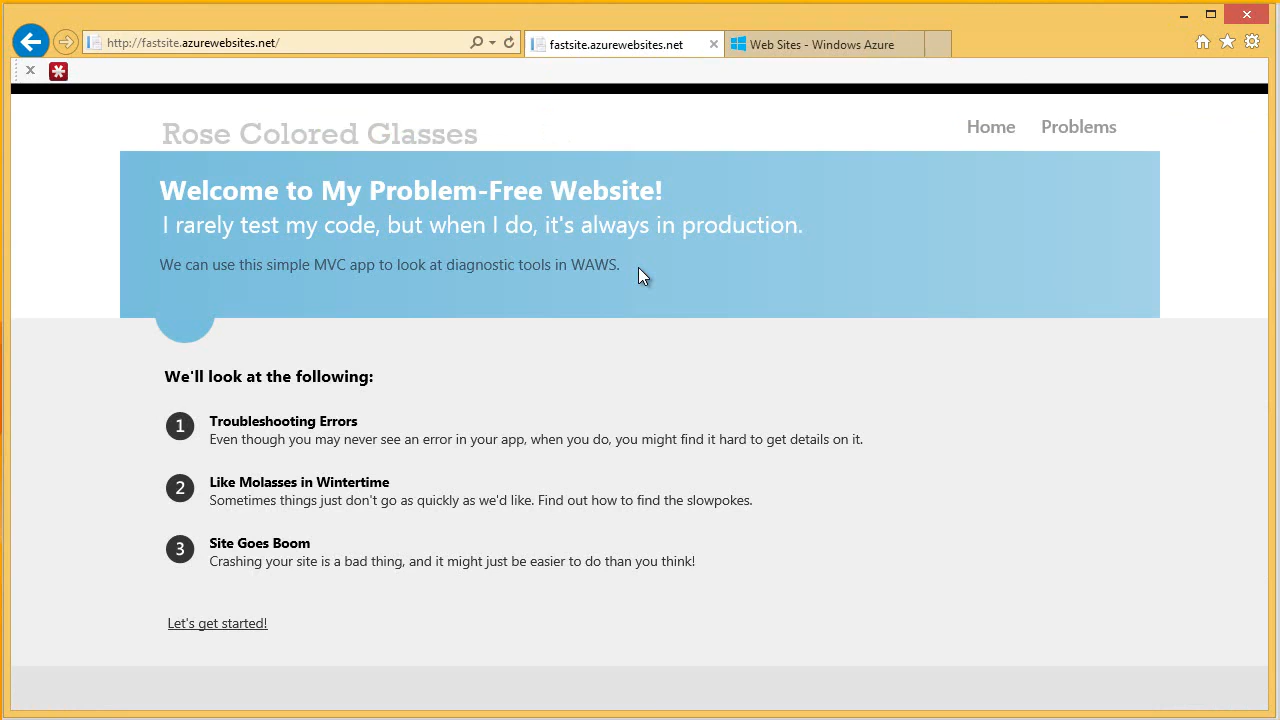 http://fastsite.azurewebsites.net/
fastsite.azurewebsites.net
Web Sites - Windows Azure
Rose Colored Glasses
Home
Problems
Welcome to My Problem-Free Website!
I rarely test my code, but when I do, it's always in production.
We can use this simple MVC app to look at diagnostic tools in WAWS.
We'll look at the following:
1
Troubleshooting Errors
Even though you may never see an error in your app, when you do, you might find it hard to get details on it.
2
Like Molasses in Wintertime
Sometimes things just don't go as quickly as we'd like. Find out how to find the slowpokes.
3
Site Goes Boom
Crashing your site is a bad thing, and it might just be easier to do than you think!
Let's get started!